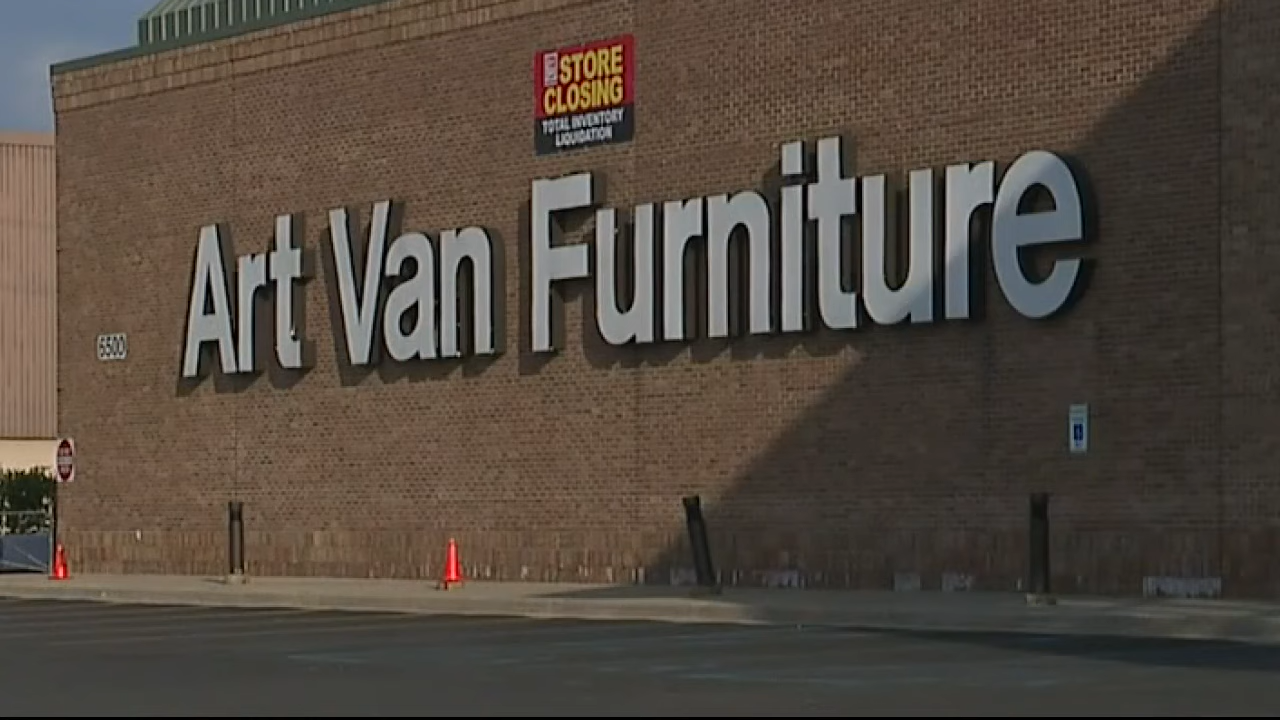 STORE
CLOSING
TOTAL INVENTORY
LIQUIDATION
Art Van Furniture
6500